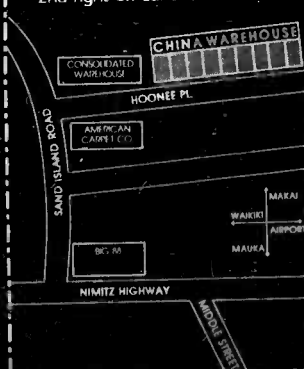 2nd right on
CHINA WAREHOUSE
CONSOLIDATED
WAREHOUSE
HOONEE PL.
AMERICAN
CARPET CO
SAND ISLAND ROAD
MAKAI
WAIKIKI
AIRPORT
MAUKA
BIG 88
NIMITZ HIGHWAY
MIDDLE STREET